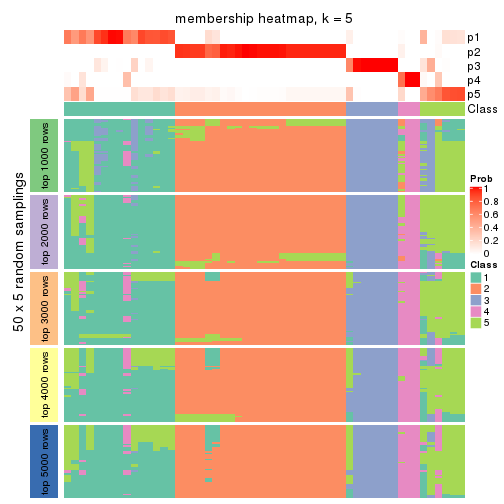 membership heatmap, k = 5
p1
p2
p3
p4
p5
Class
50 x 5 random samplings
top 1000 rows
top 2000 rows
top 3000 rows
top 4000 rows
top 5000 rows
Prob
1
0.8
0.6
0.4
0.2
0
Class
1
2
3
4
5